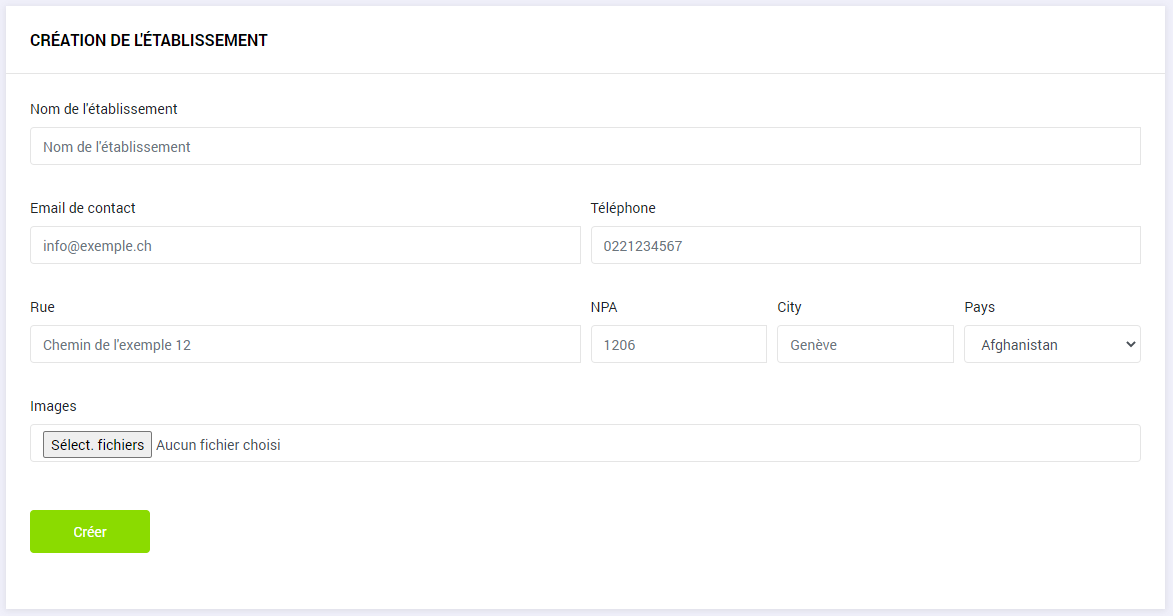 CRÉATION DE L'ÉTABLISSEMENT
Nom de l'établissement
Nom de l'établissement
Email de contact Téléphone
info@exemple.ch 0221234567
Rue NPA City Pays
Chemin de l'exemple 12 1206 Genève Afghanistan
Images
Sélect. fichiers Aucun fichier choisi
Créer